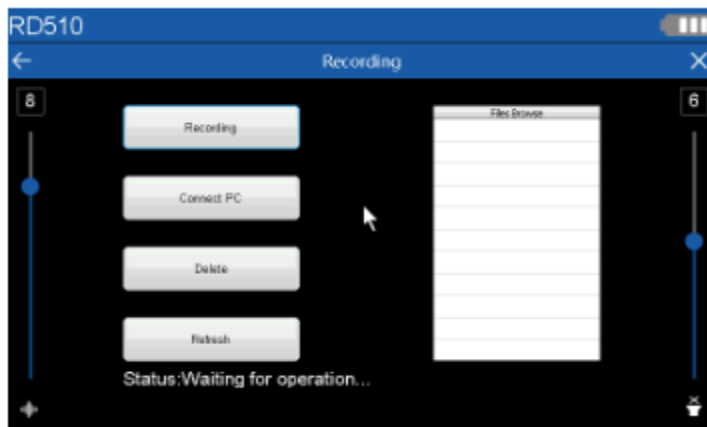 RD510
Recording
8
6
Recording
Files Browse
Connect PC
Delete
Refresh
Status:Waiting for operation...